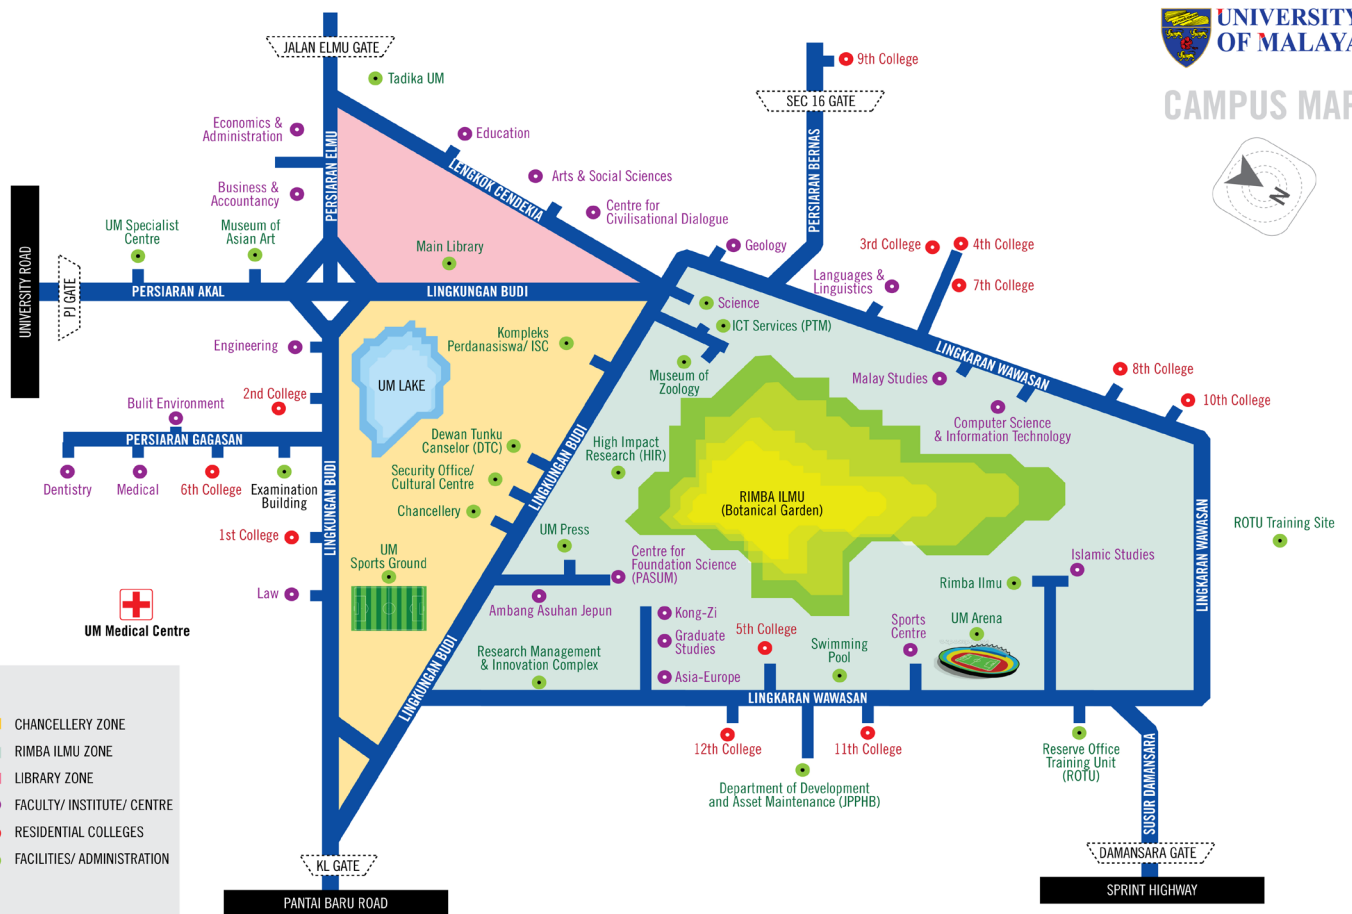 UNIVERSITY
OF MALAYA
CAMPUS MAP
N
JALAN ELMU GATE
Tadika UM
9th College
SEC 16 GATE
PERSIARAN BERNAS
Economics &
Administration
PERSIARAN ELMU
Education
LENGKOK CENDEKIA
Arts & Social Sciences
Business &
Accountancy
Centre for
Civilisational Dialogue
UM Specialist
Centre
Museum of
Asian Art
Main Library
Geology
3rd College
4th College
7th College
Languages &
Linguistics
UNIVERSITY ROAD
PJ GATE
PERSIARAN AKAL
LINGKUNGAN BUDI
Science
ICT Services (PTM)
Kompleks
Perdanasiswa/ ISC
Engineering
UM LAKE
Museum of
Zoology
LINGKARAN WAWASAN
Malay Studies
8th College
10th College
2nd College
Bulit Environment
PERSIARAN GAGASAN
Computer Science
& Information Technology
Dewan Tunku
Canselor (DTC)
High Impact
Research (HIR)
LINGKUNGAN BUDI
Security Office/
Cultural Centre
Dentistry
Medical
6th College
Examination
Building
Chancellery
LINGKUNGAN BUDI
RIMBA ILMU
(Botanical Garden)
LINGKARAN WAWASAN
ROTU Training Site
1st College
UM Press
UM
Sports Ground
Centre for
Foundation Science
(PASUM)
Islamic Studies
Rimba Ilmu
Law
Ambang Asuhan Jepun
Kong-Zi
UM Medical Centre
Graduate
Studies
5th College
Sports
Centre
UM Arena
Swimming
Pool
Research Management
& Innovation Complex
Asia-Europe
LINGKUNGAN BUDI
LINGKARAN WAWASAN
12th College
11th College
Reserve Office
Training Unit
(ROTU)
SUSUR DAMANSARA
Department of Development
and Asset Maintenance (JPPHB)
CHANCELLERY ZONE
RIMBA ILMU ZONE
LIBRARY ZONE
FACULTY/ INSTITUTE/ CENTRE
RESIDENTIAL COLLEGES
FACILITIES/ ADMINISTRATION
KL GATE
PANTAI BARU ROAD
DAMANSARA GATE
SPRINT HIGHWAY